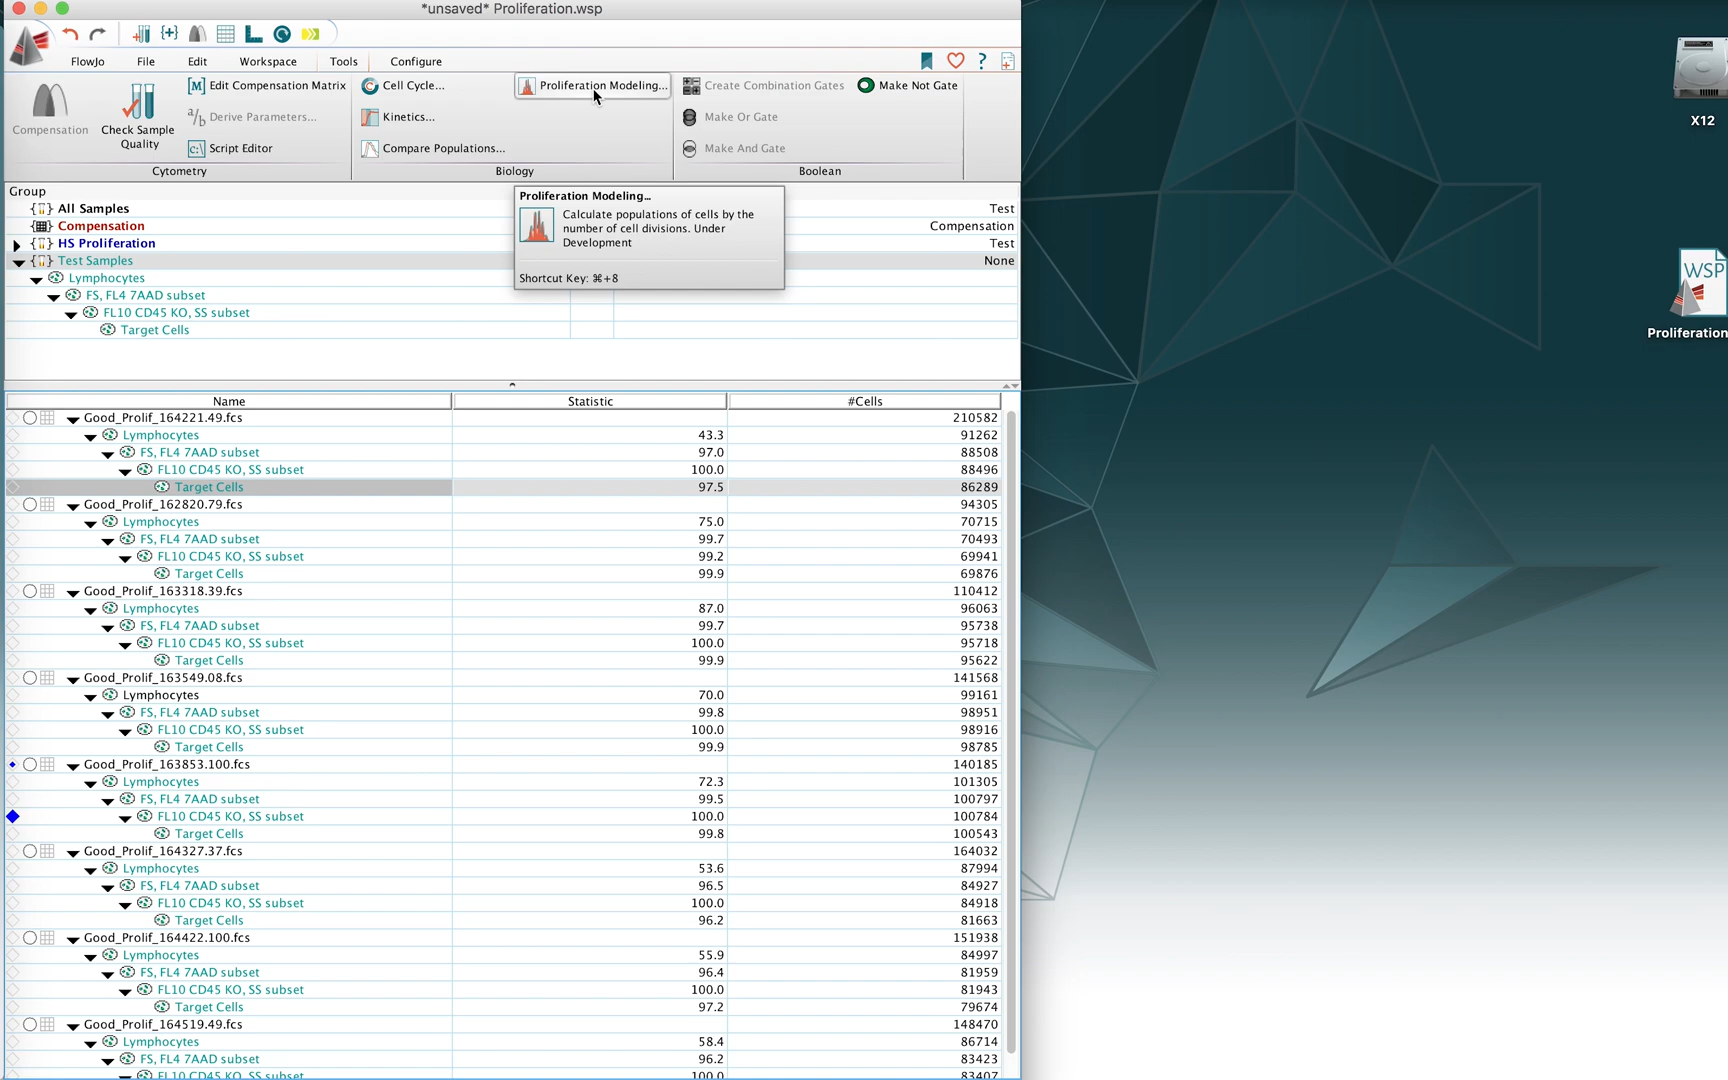 *unsaved* Proliferation.wsp
FlowJo File Edit Workspace Tools Configure
[M] Edit Compensation Matrix Cell Cycle... Proliferation Modeling... Create Combination Gates Make Not Gate
a/b Derive Parameters... Kinetics... Make Or Gate
Compensation Check Sample Quality
c:\ Script Editor Compare Populations... Make And Gate
Cytometry Biology Boolean
Group
Proliferation Modeling...
Calculate populations of cells by the
number of cell divisions. Under
Development
Shortcut Key: ⌘+8
{ } All Samples Test
{ } Compensation Compensation
{ } HS Proliferation Test
{ } Test Samples None
Lymphocytes
FS, FL4 7AAD subset
FL10 CD45 KO, SS subset
Target Cells
Name Statistic #Cells
Good_Prolif_164221.49.fcs 210582
Lymphocytes 43.3 91262
FS, FL4 7AAD subset 97.0 88508
FL10 CD45 KO, SS subset 100.0 88496
Target Cells 97.5 86289
Good_Prolif_162820.79.fcs 94305
Lymphocytes 75.0 70715
FS, FL4 7AAD subset 99.7 70493
FL10 CD45 KO, SS subset 99.2 69941
Target Cells 99.9 69876
Good_Prolif_163318.39.fcs 110412
Lymphocytes 87.0 96063
FS, FL4 7AAD subset 99.7 95738
FL10 CD45 KO, SS subset 100.0 95718
Target Cells 99.9 95622
Good_Prolif_163549.08.fcs 141568
Lymphocytes 70.0 99161
FS, FL4 7AAD subset 99.8 98951
FL10 CD45 KO, SS subset 100.0 98916
Target Cells 99.9 98785
Good_Prolif_163853.100.fcs 140185
Lymphocytes 72.3 101305
FS, FL4 7AAD subset 99.5 100797
FL10 CD45 KO, SS subset 100.0 100784
Target Cells 99.8 100543
Good_Prolif_164327.37.fcs 164032
Lymphocytes 53.6 87994
FS, FL4 7AAD subset 96.5 84927
FL10 CD45 KO, SS subset 100.0 84918
Target Cells 96.2 81663
Good_Prolif_164422.100.fcs 151938
Lymphocytes 55.9 84997
FS, FL4 7AAD subset 96.4 81959
FL10 CD45 KO, SS subset 100.0 81943
Target Cells 97.2 79674
Good_Prolif_164519.49.fcs 148470
Lymphocytes 58.4 86714
FS, FL4 7AAD subset 96.2 83423
FL10 CD45 KO, SS subset 100.0 83407
X12
WSP
Proliferation